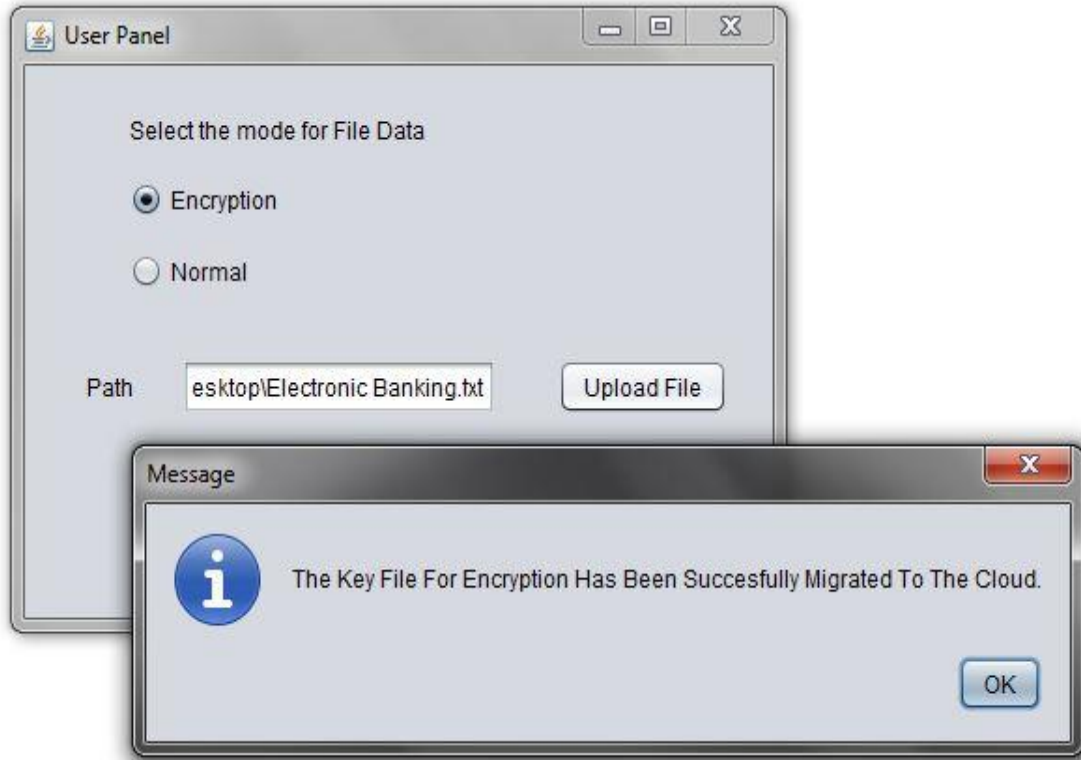 User Panel
Select the mode for File Data
Encryption
Normal
Path esktop\Electronic Banking.txt Upload File
Message
The Key File For Encryption Has Been Succesfully Migrated To The Cloud.
OK